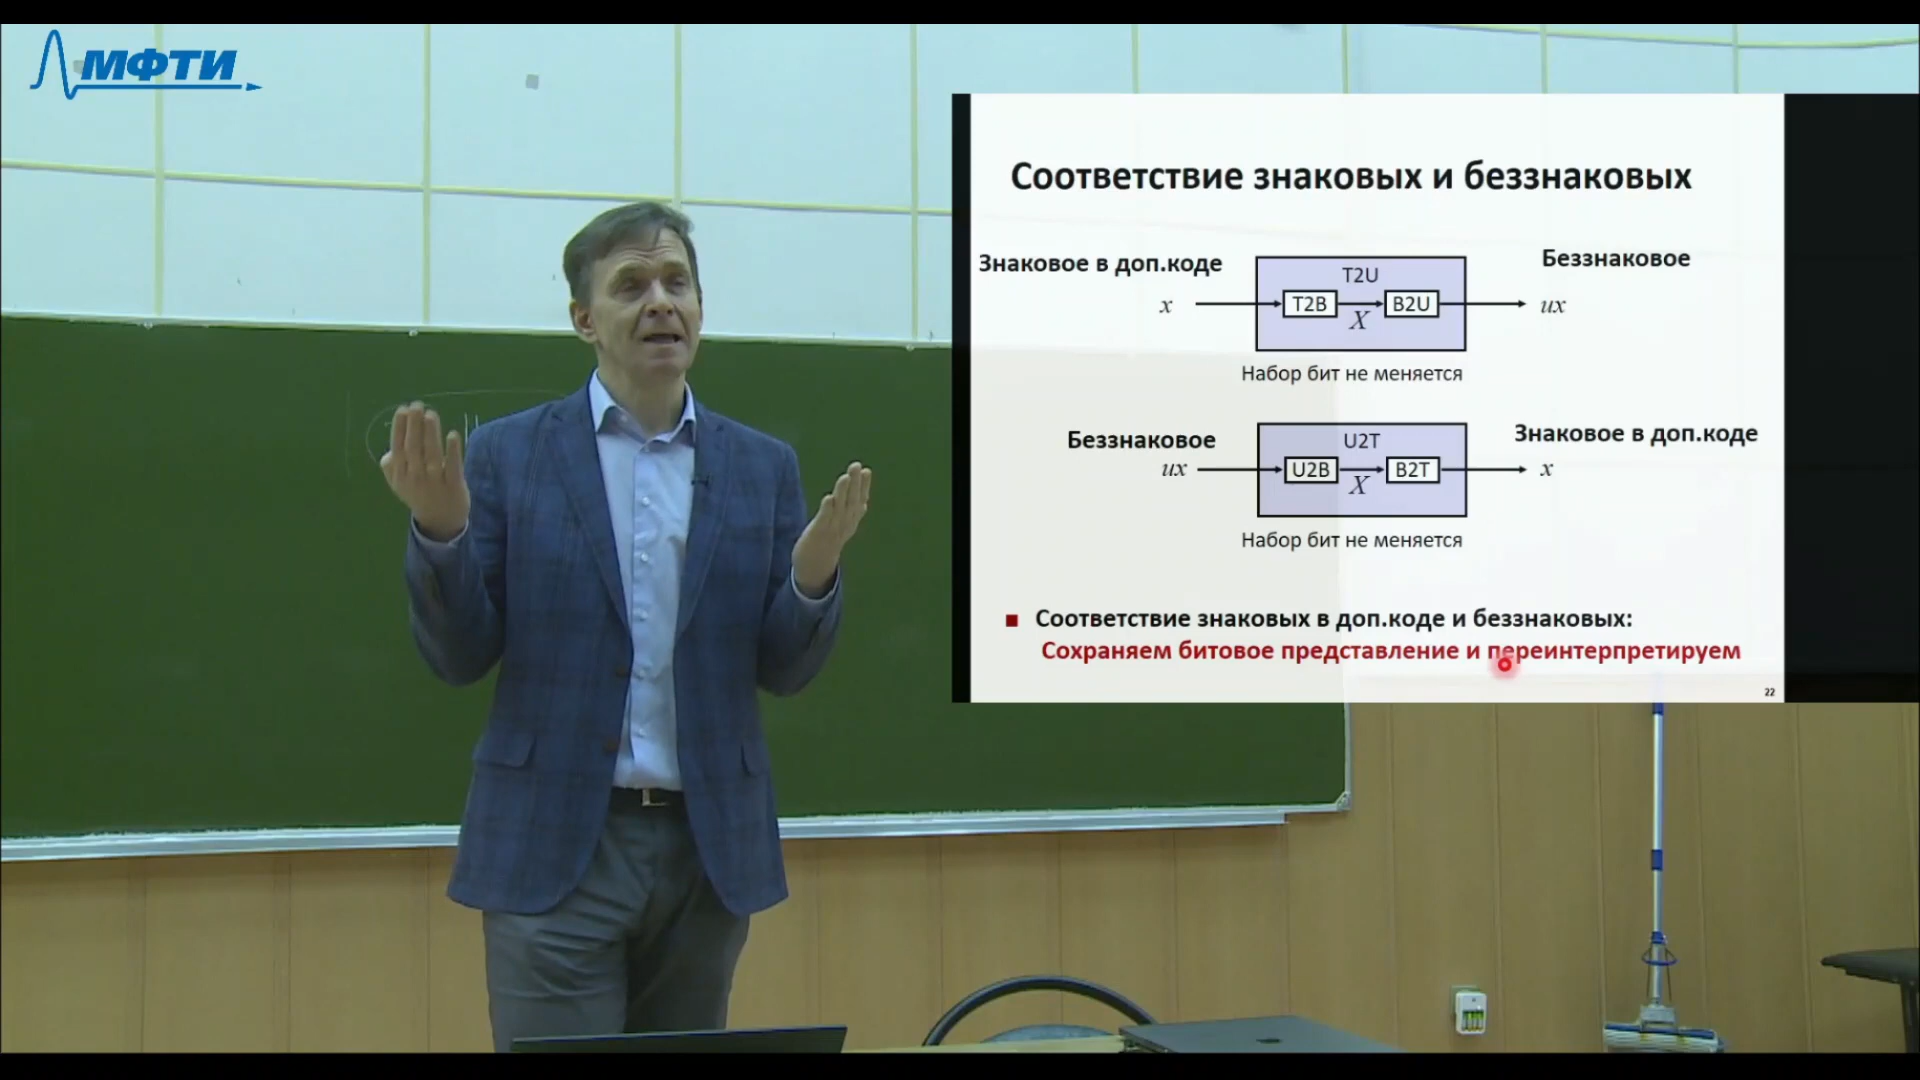 МФТИ
Соответствие знаковых и беззнаковых
Знаковое в доп.коде
Беззнаковое
T2U
x
T2B
B2U
ux
X
Набор бит не меняется
Беззнаковое
Знаковое в доп.коде
U2T
ux
U2B
B2T
x
X
Набор бит не меняется
Соответствие знаковых в доп.коде и беззнаковых:
Сохраняем битовое представление и переинтерпретируем
22